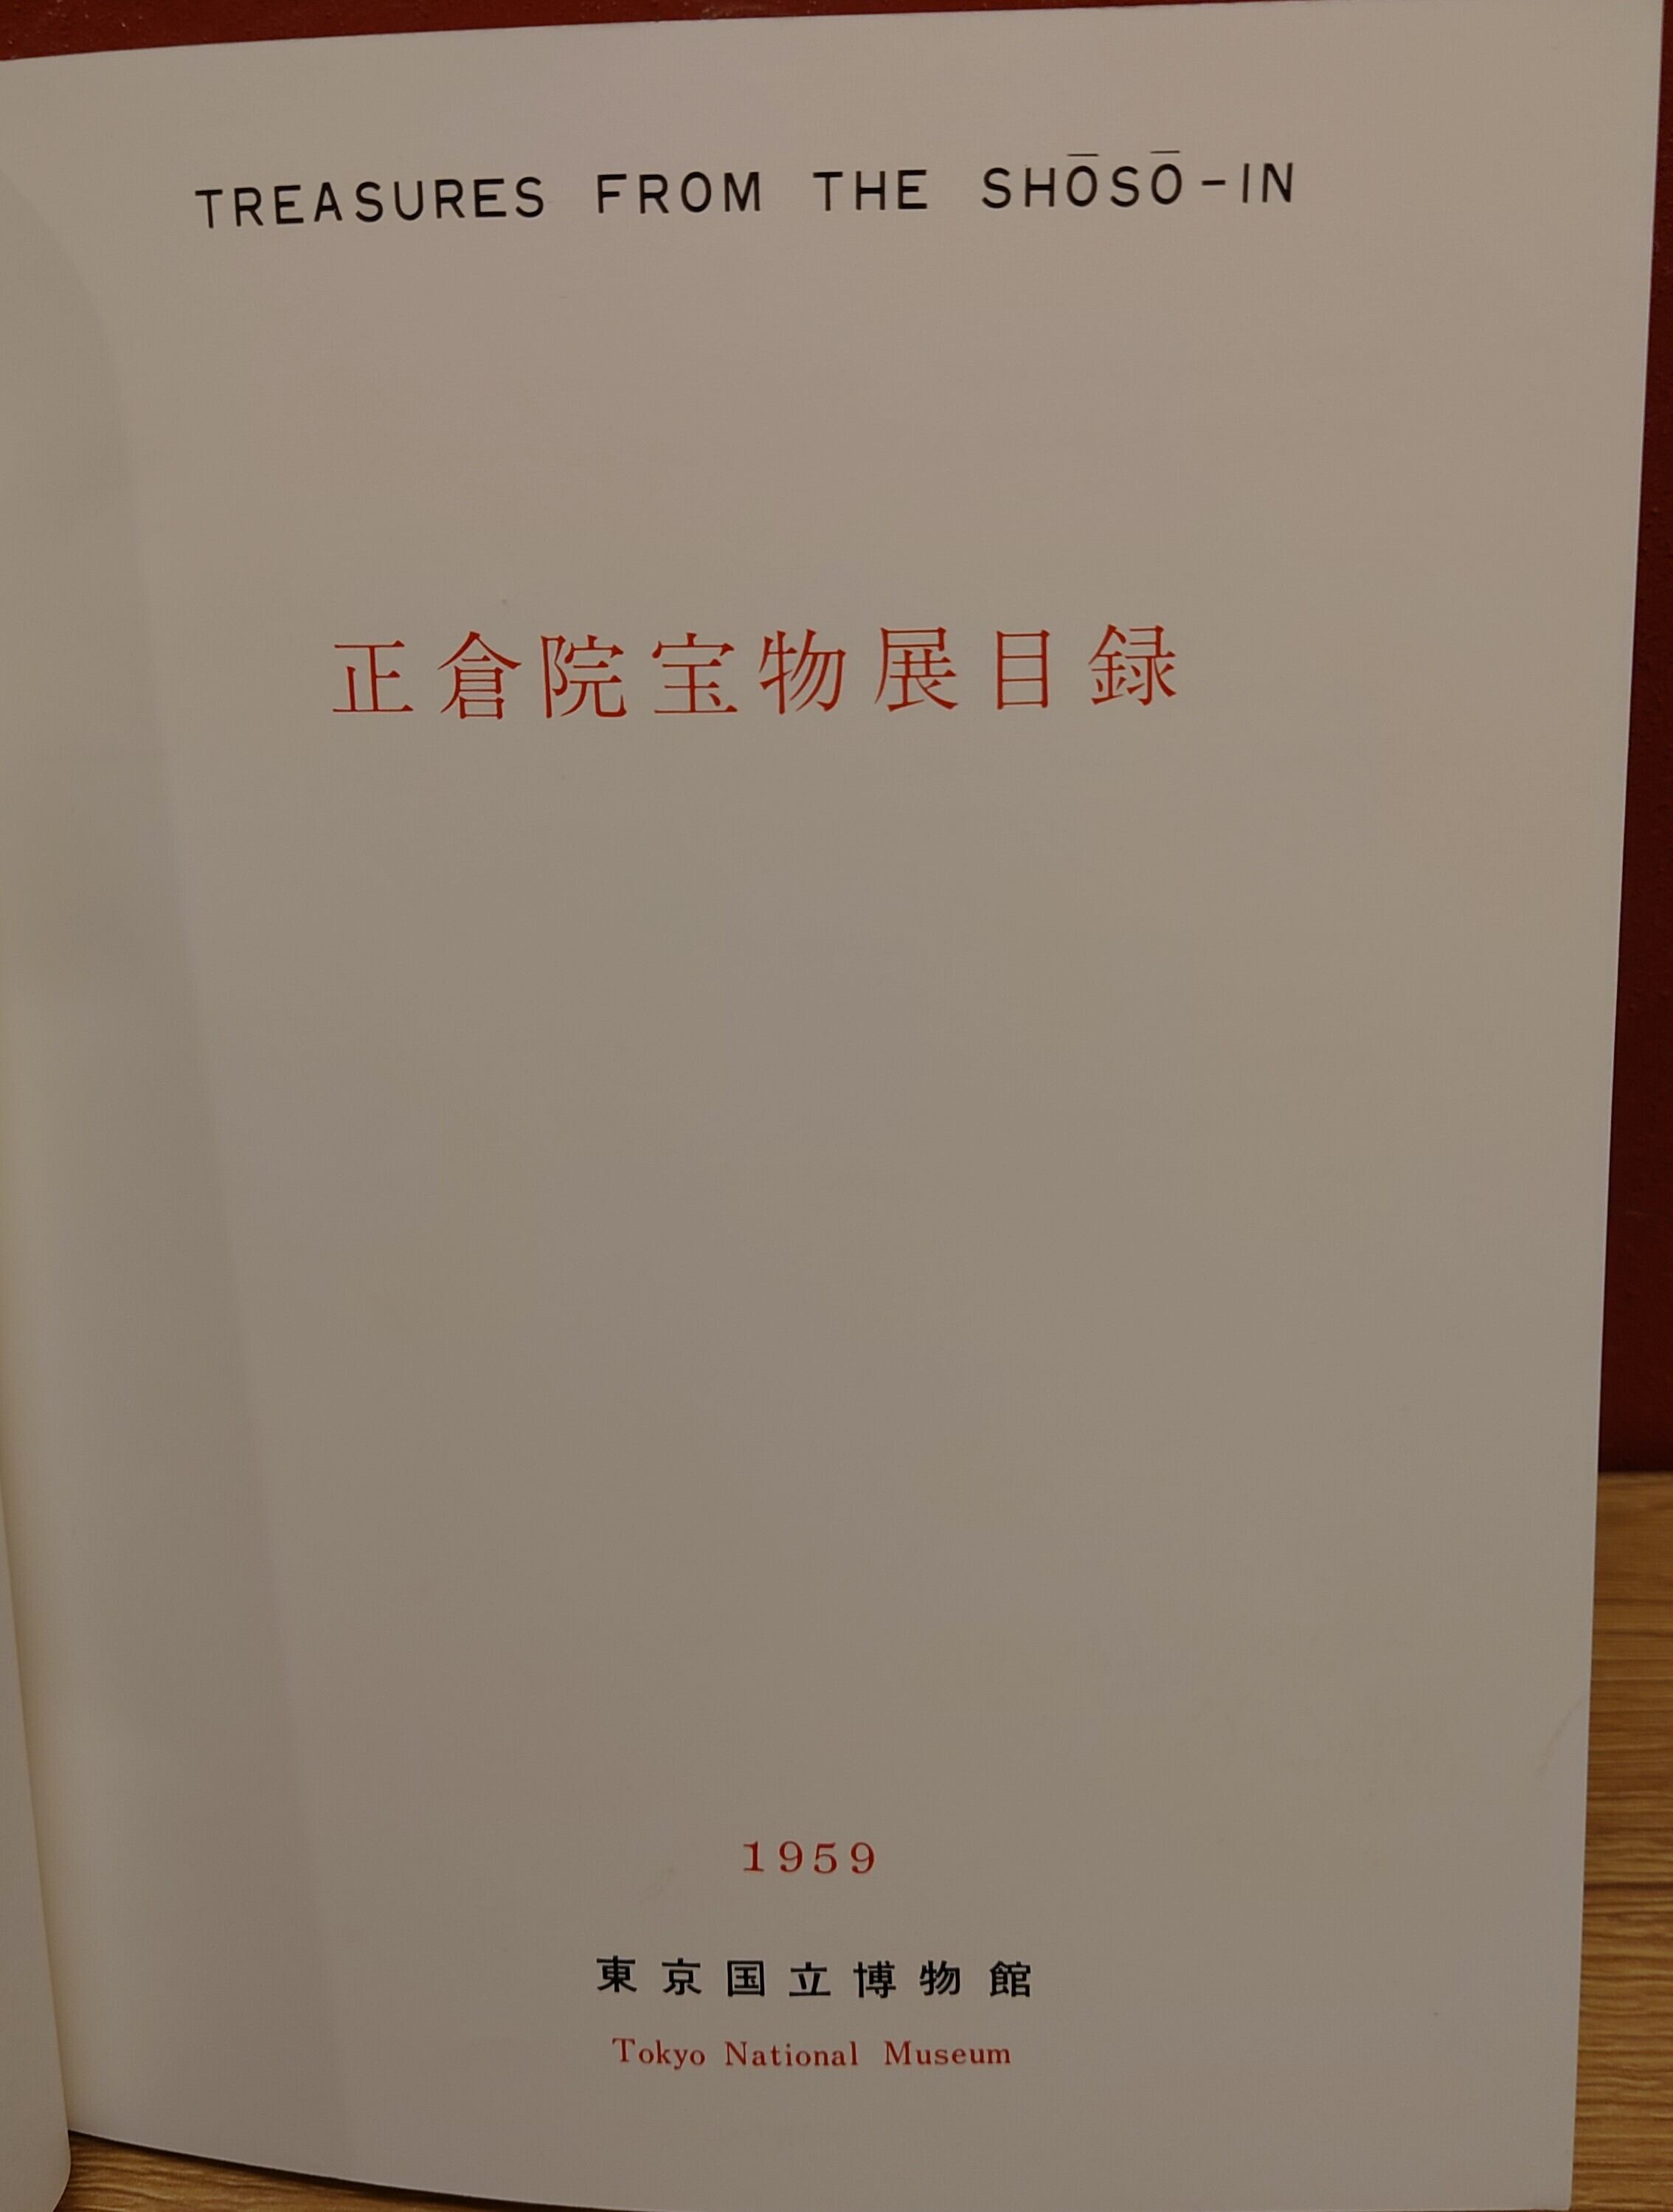 TREASURES FROM THE SHŌSŌ-IN
正倉院宝物展目録
1959
東京国立博物館
Tokyo National Museum